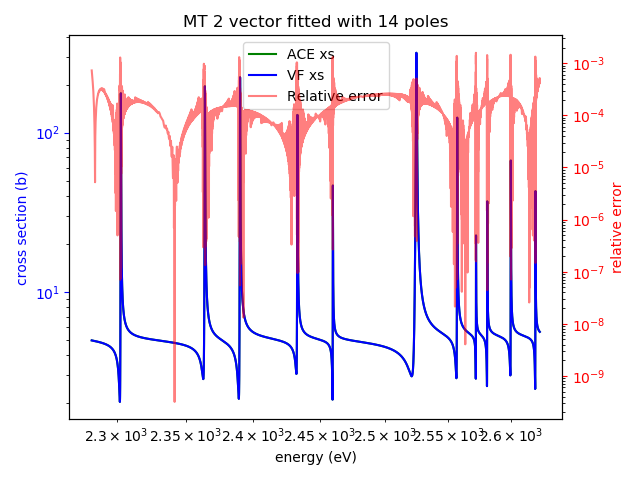 MT 2 vector fitted with 14 poles
ACE xs
VF xs
Relative error
10²
10¹
cross section (b)
10⁻³
10⁻⁴
10⁻⁵
10⁻⁶
10⁻⁷
10⁻⁸
10⁻⁹
relative error
2.3 × 10³ 2.35 × 10³ 2.4 × 10³ 2.45 × 10³ 2.5 × 10³ 2.55 × 10³ 2.6 × 10³
energy (eV)